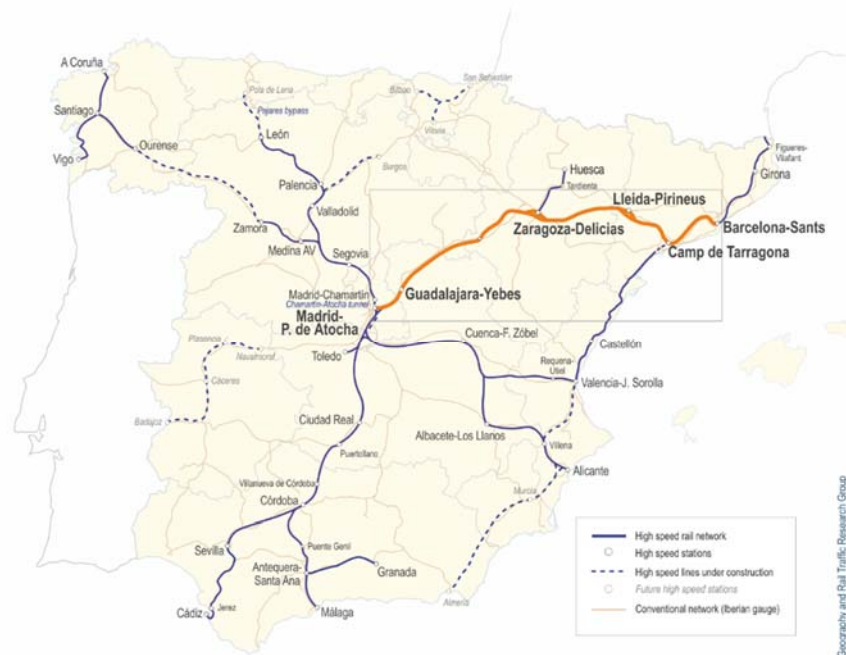 A Coruña
Santiago
Vigo
Ourense
Pola de Lena
Pajares bypass
León
Bilbao
San Sebastián
Vitoria
Burgos
Palencia
Valladolid
Zamora
Medina AV
Segovia
Huesca
Tardienta
Zaragoza-Delicias
Lleida-Pirineus
Figueres-
Vilafant
Girona
Barcelona-Sants
Camp de Tarragona
Madrid-Chamartín
Chamartín-Atocha tunnel
Guadalajara-Yebes
Madrid-
P. de Atocha
Toledo
Plasencia
Navalmoral
Cáceres
Badajoz
Cuenca-F. Zóbel
Requena-
Utiel
Castellón
Valencia-J. Sorolla
Ciudad Real
Puertollano
Albacete-Los Llanos
Villena
Alicante
Murcia
Villanueva de Córdoba
Córdoba
Sevilla
Puente Genil
Antequera-
Santa Ana
Granada
Almería
Málaga
Jerez
Cádiz
High speed rail network
High speed stations
High speed lines under construction
Future high speed stations
Conventional network (Iberian gauge)
Geography and Rail Traffic Research Group